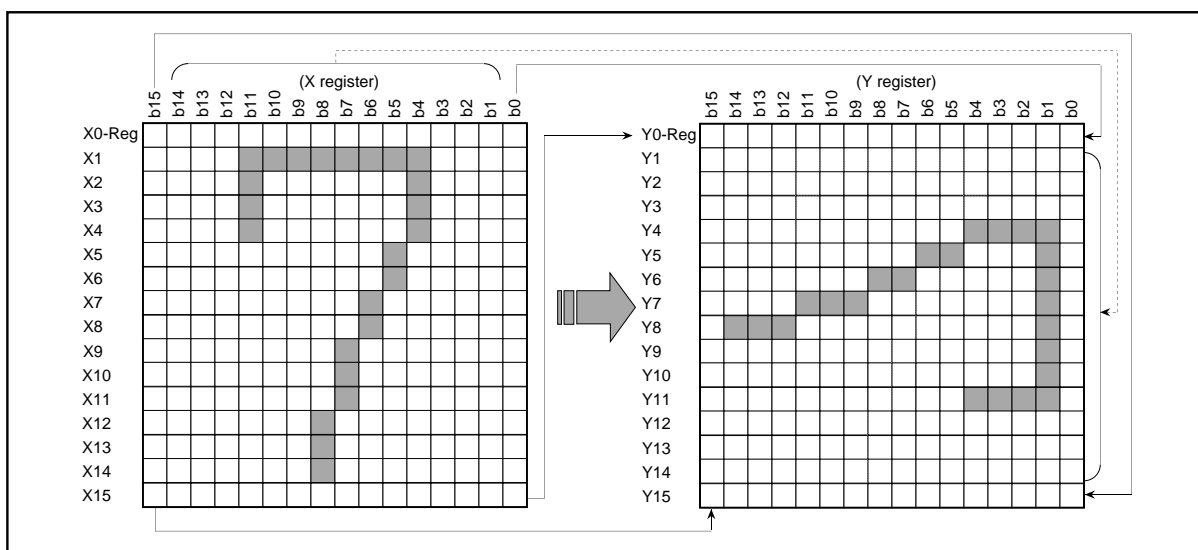 (X register)
(Y register)
b15 b14 b13 b12 b11 b10 b9 b8 b7 b6 b5 b4 b3 b2 b1 b0
b15 b14 b13 b12 b11 b10 b9 b8 b7 b6 b5 b4 b3 b2 b1 b0
X0-Reg
X1
X2
X3
X4
X5
X6
X7
X8
X9
X10
X11
X12
X13
X14
X15
Y0-Reg
Y1
Y2
Y3
Y4
Y5
Y6
Y7
Y8
Y9
Y10
Y11
Y12
Y13
Y14
Y15